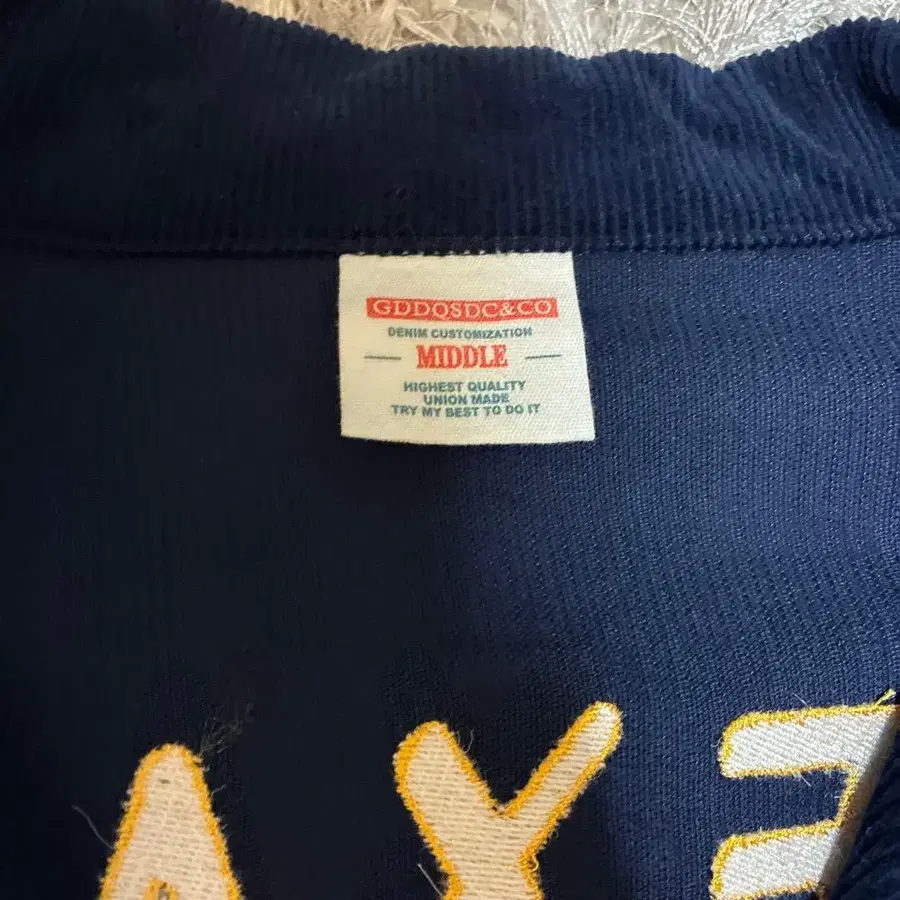 GDDQSDC&CO
DENIM CUSTOMIZATION
MIDDLE
HIGHEST QUALITY
UNION MADE
TRY MY BEST TO DO IT